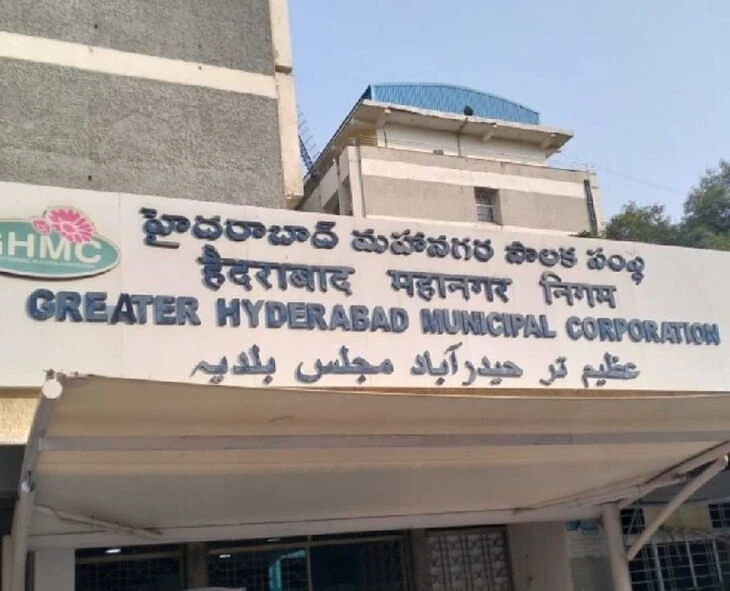 GHMC
హైదరాబాద్ మహానగర పాలక సంస్థ
हैदराबाद महानगर निगम
GREATER HYDERABAD MUNICIPAL CORPORATION
عظیم تر حیدرآباد مجلس بلدیہ